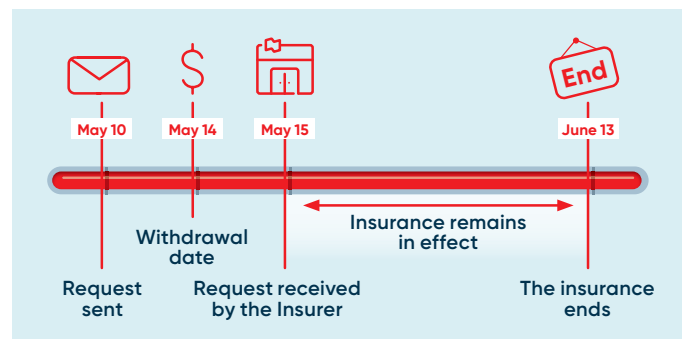 End
May 10
May 14
May 15
June 13
Insurance remains
in effect
Withdrawal
date
Request
sent
Request received
by the Insurer
The insurance
ends